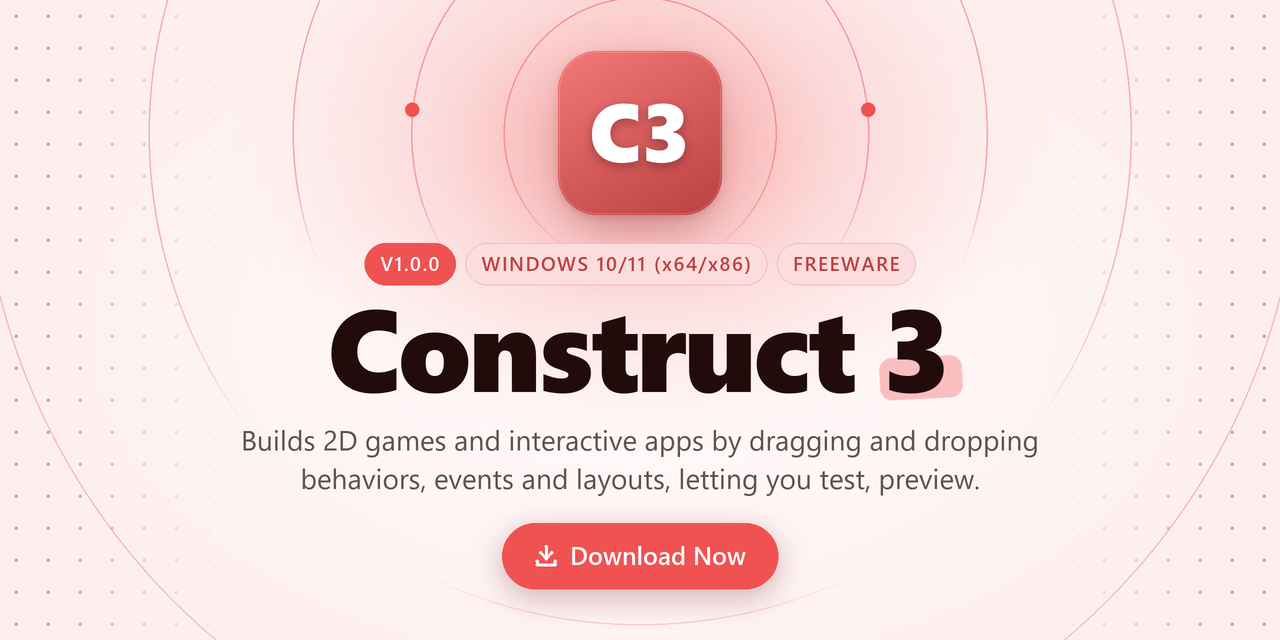 C3
V1.0.0 WINDOWS 10/11 (x64/x86) FREEWARE
Construct 3
Builds 2D games and interactive apps by dragging and dropping
behaviors, events and layouts, letting you test, preview.
Download Now